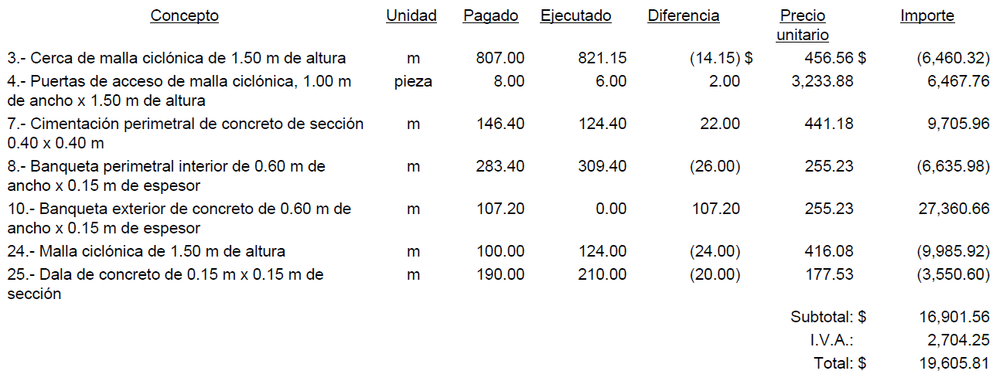 Concepto Unidad Pagado Ejecutado Diferencia Precio Importe
unitario
3.- Cerca de malla ciclónica de 1.50 m de altura m 807.00 821.15 (14.15) $ 456.56 $ (6,460.32)
4.- Puertas de acceso de malla ciclónica, 1.00 m pieza 8.00 6.00 2.00 3,233.88 6,467.76
de ancho x 1.50 m de altura
7.- Cimentación perimetral de concreto de sección m 146.40 124.40 22.00 441.18 9,705.96
0.40 x 0.40 m
8.- Banqueta perimetral interior de 0.60 m de m 283.40 309.40 (26.00) 255.23 (6,635.98)
ancho x 0.15 m de espesor
10.- Banqueta exterior de concreto de 0.60 m de m 107.20 0.00 107.20 255.23 27,360.66
ancho x 0.15 m de espesor
24.- Malla ciclónica de 1.50 m de altura m 100.00 124.00 (24.00) 416.08 (9,985.92)
25.- Dala de concreto de 0.15 m x 0.15 m de m 190.00 210.00 (20.00) 177.53 (3,550.60)
sección
Subtotal: $ 16,901.56
I.V.A.: 2,704.25
Total: $ 19,605.81